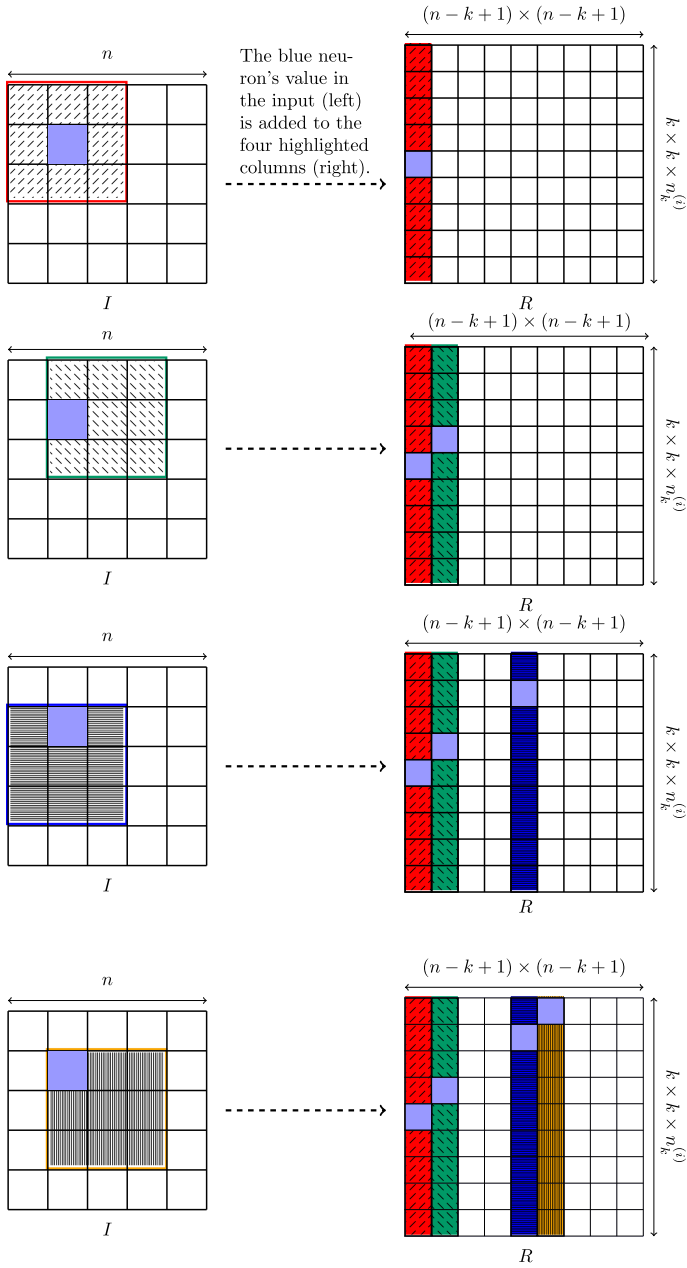 n
The blue neu-
ron's value in
the input (left)
is added to the
four highlighted
columns (right).
(n − k + 1) × (n − k + 1)
k × k × n_k^{(i)}
I
R
n
(n − k + 1) × (n − k + 1)
k × k × n_k^{(i)}
I
R
n
(n − k + 1) × (n − k + 1)
k × k × n_k^{(i)}
I
R
n
(n − k + 1) × (n − k + 1)
k × k × n_k^{(i)}
I
R